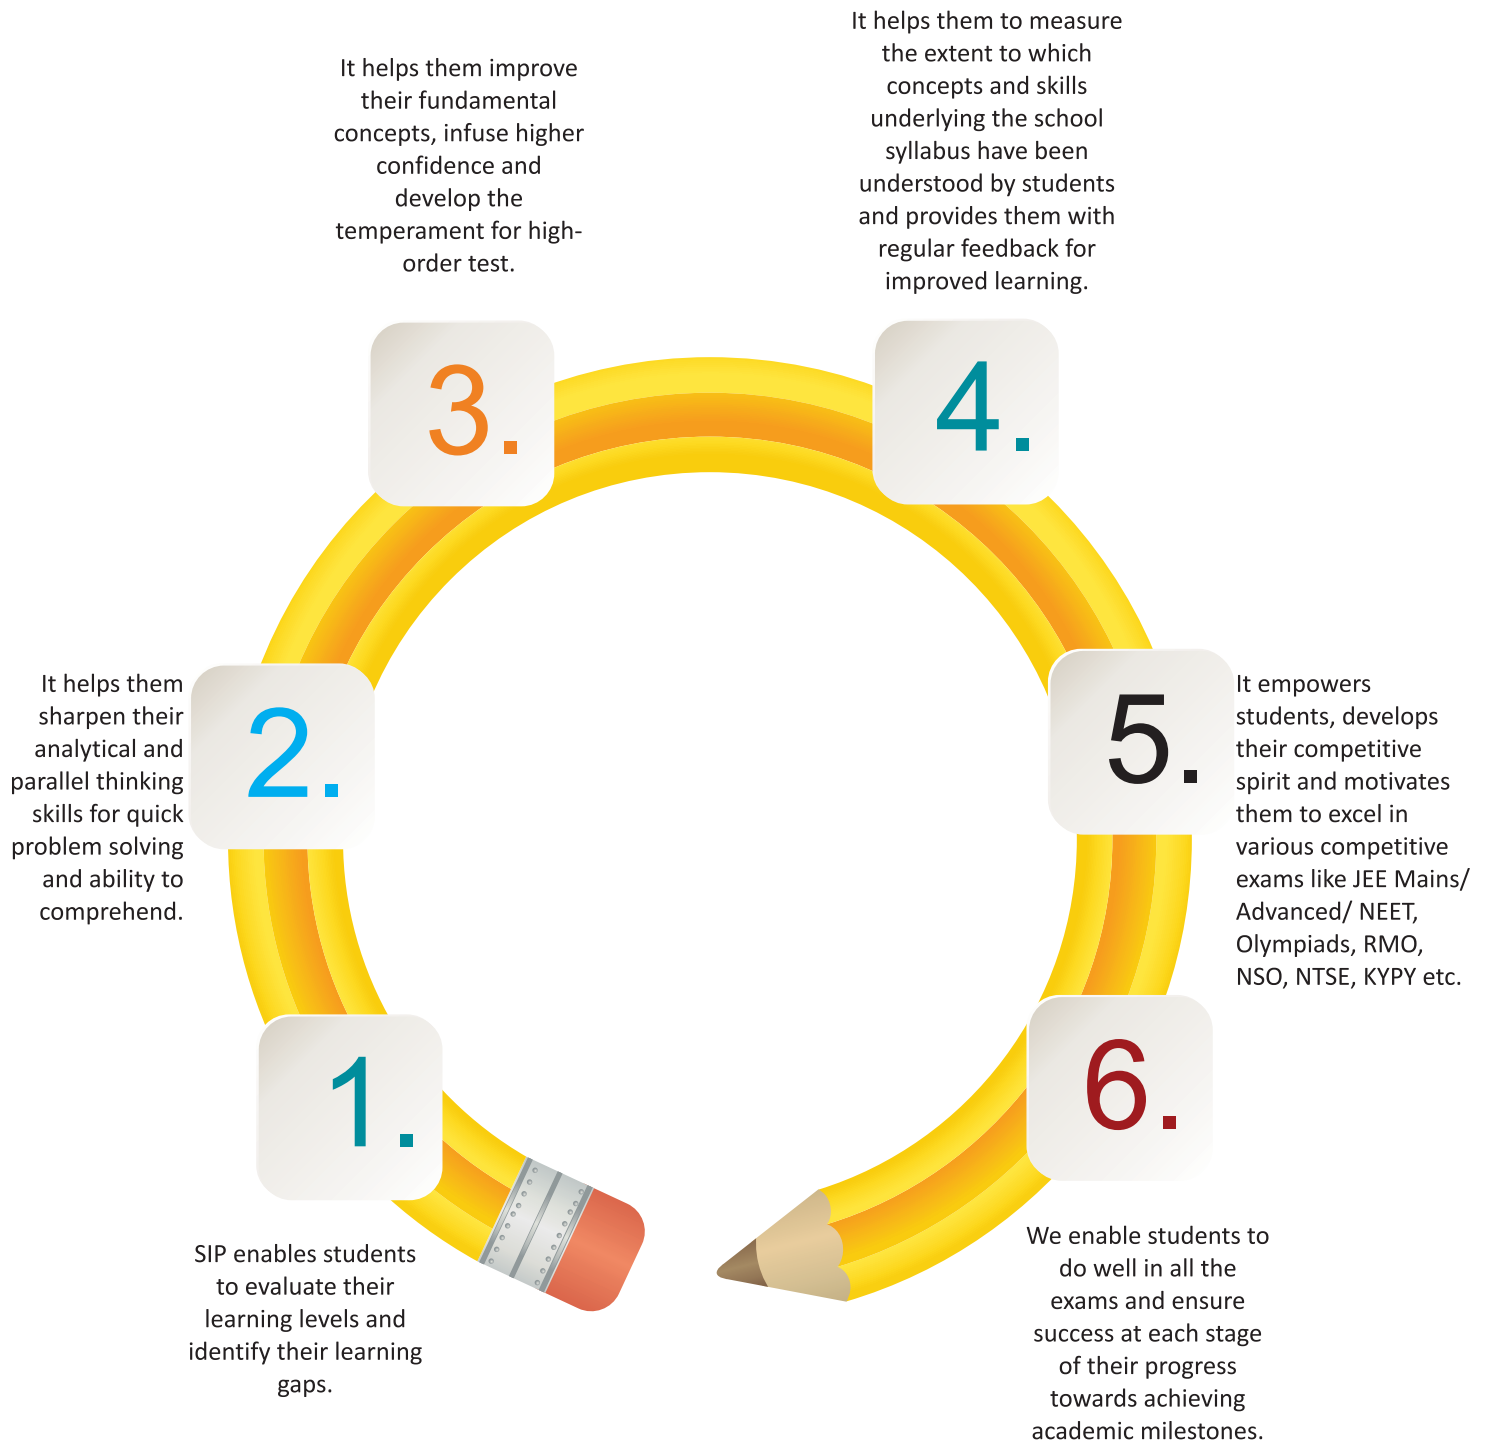 1.
SIP enables students
to evaluate their
learning levels and
identify their learning
gaps.
2.
It helps them
sharpen their
analytical and
parallel thinking
skills for quick
problem solving
and ability to
comprehend.
3.
It helps them improve
their fundamental
concepts, infuse higher
confidence and
develop the
temperament for high-
order test.
4.
It helps them to measure
the extent to which
concepts and skills
underlying the school
syllabus have been
understood by students
and provides them with
regular feedback for
improved learning.
5.
It empowers
students, develops
their competitive
spirit and motivates
them to excel in
various competitive
exams like JEE Mains/
Advanced/ NEET,
Olympiads, RMO,
NSO, NTSE, KYPY etc.
6.
We enable students to
do well in all the
exams and ensure
success at each stage
of their progress
towards achieving
academic milestones.